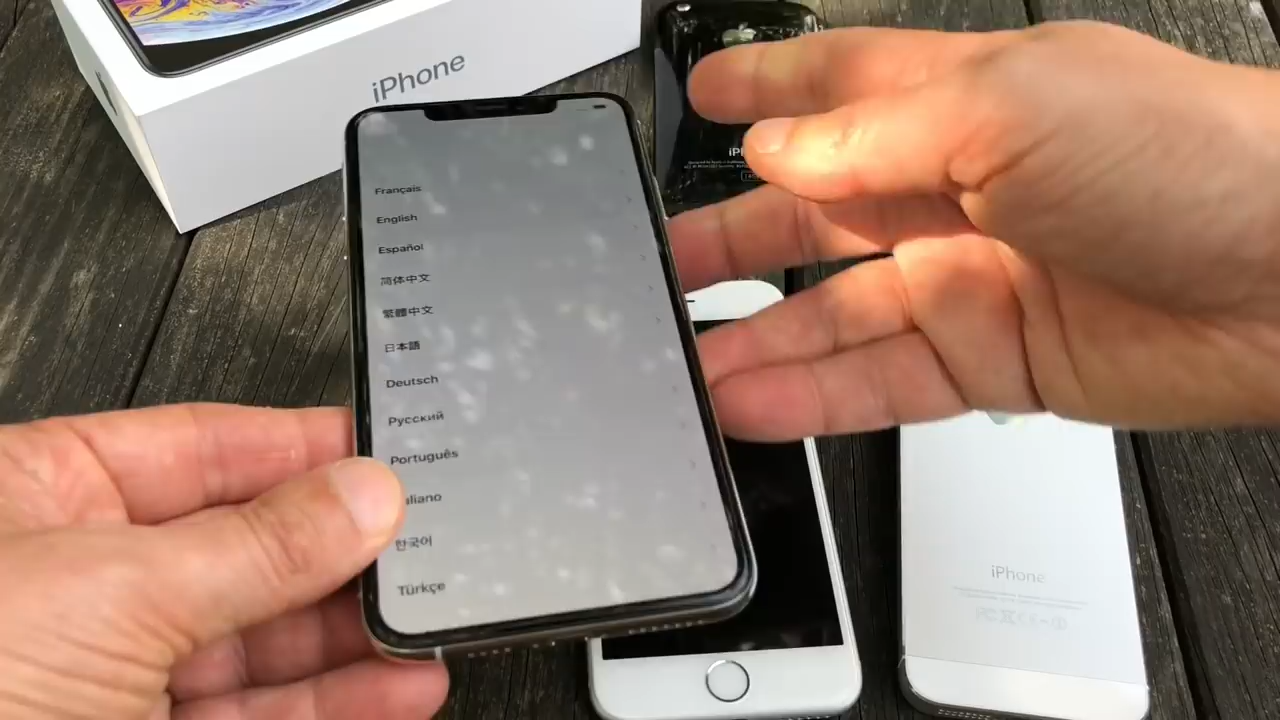 iPhone
Français
English
Español
简体中文
繁體中文
日本語
Deutsch
Русский
Português
한국어
Türkçe
iPhone